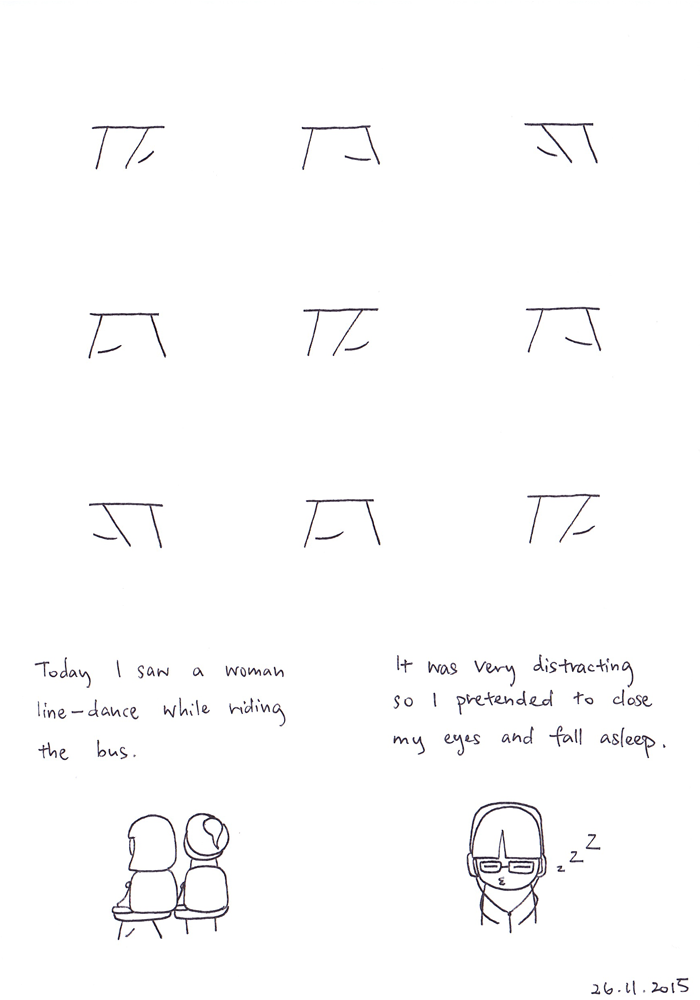 Today I saw a woman
line-dance while riding
the bus.
It was very distracting
so I pretended to close
my eyes and fall asleep.
z z Z
26.11.2015